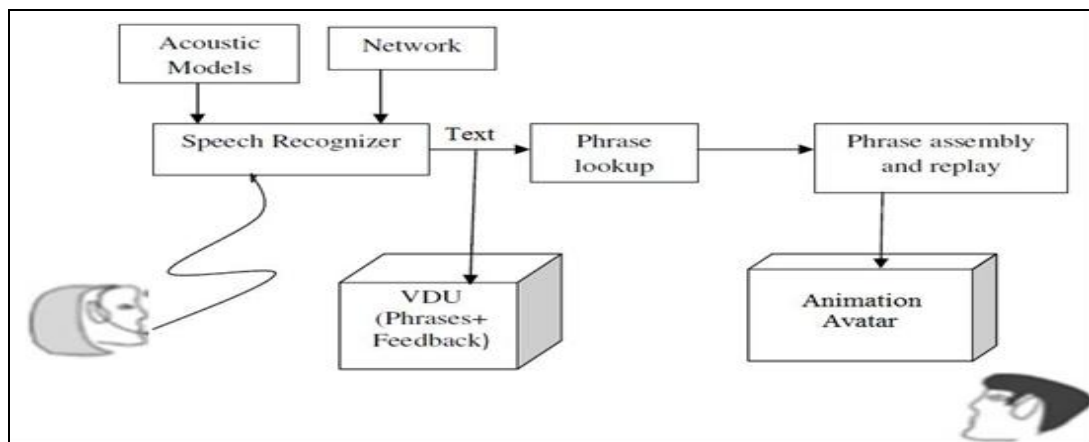 Acoustic
Models
Network
Speech Recognizer
Text
Phrase
lookup
Phrase assembly
and replay
VDU
(Phrases+
Feedback)
Animation
Avatar